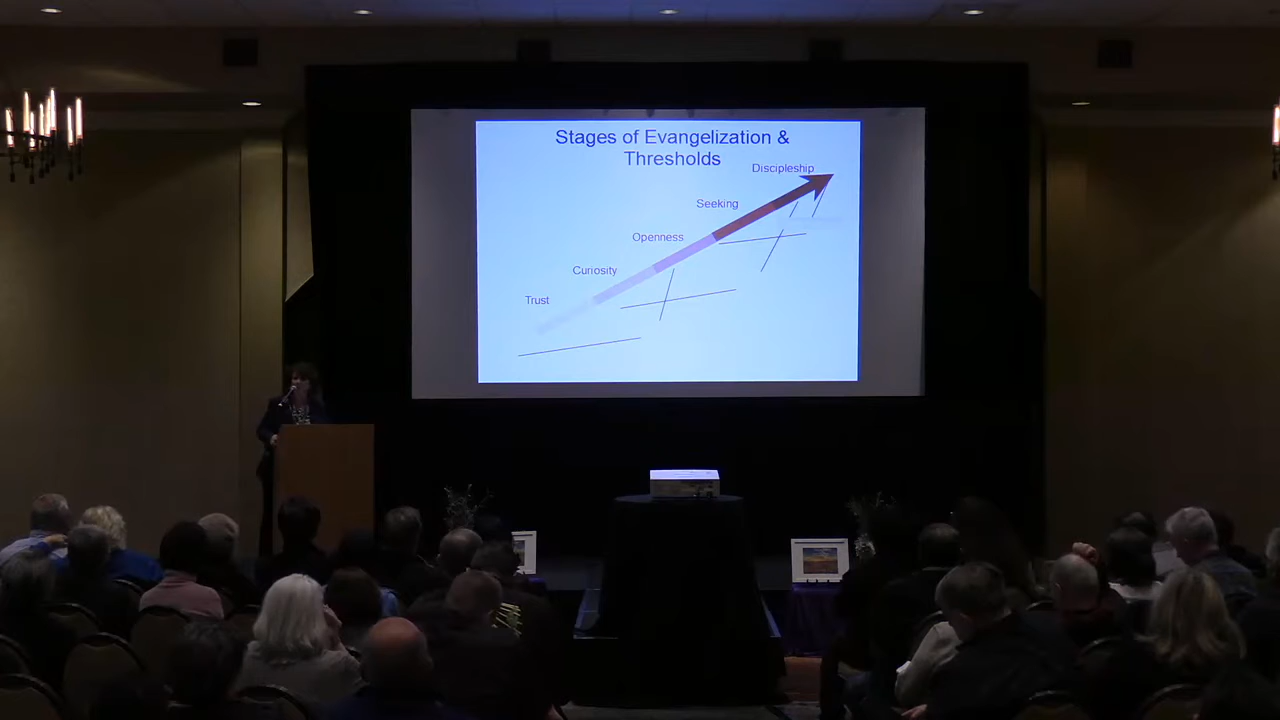 Stages of Evangelization &
Thresholds
Discipleship
Seeking
Openness
Curiosity
Trust